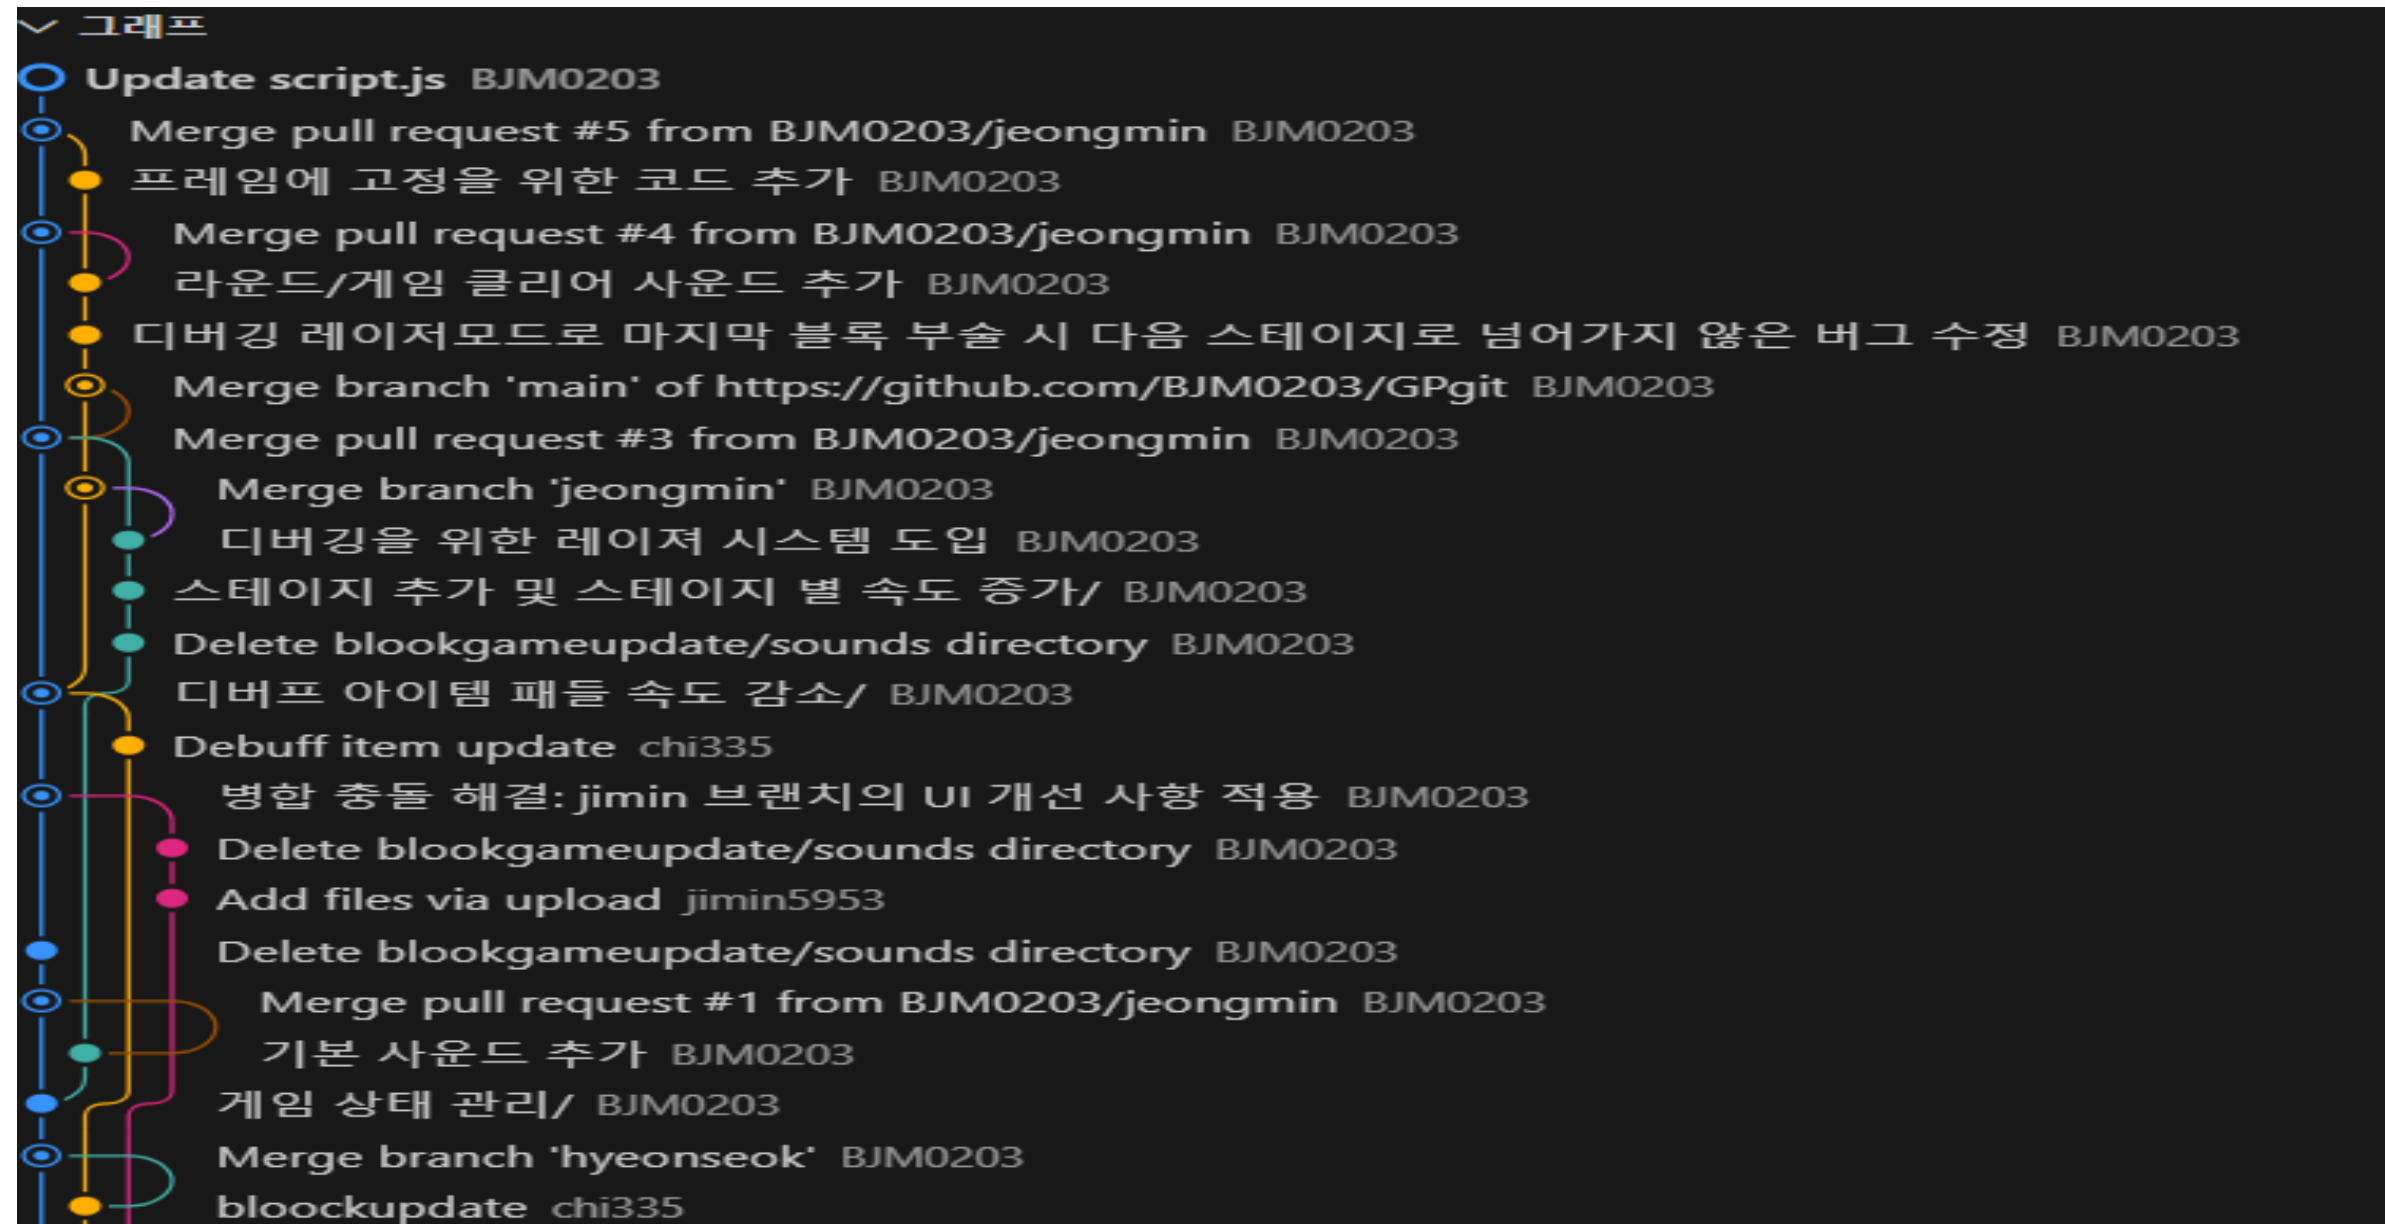 그래프
Update script.js BJM0203
Merge pull request #5 from BJM0203/jeongmin BJM0203
프레임에 고정을 위한 코드 추가 BJM0203
Merge pull request #4 from BJM0203/jeongmin BJM0203
라운드/게임 클리어 사운드 추가 BJM0203
디버깅 레이저모드로 마지막 블록 부술 시 다음 스테이지로 넘어가지 않은 버그 수정 BJM0203
Merge branch 'main' of https://github.com/BJM0203/GPgit BJM0203
Merge pull request #3 from BJM0203/jeongmin BJM0203
Merge branch 'jeongmin' BJM0203
디버깅을 위한 레이져 시스템 도입 BJM0203
스테이지 추가 및 스테이지 별 속도 증가/ BJM0203
Delete blookgameupdate/sounds directory BJM0203
디버프 아이템 패들 속도 감소/ BJM0203
Debuff item update chi335
병합 충돌 해결: jimin 브랜치의 UI 개선 사항 적용 BJM0203
Delete blookgameupdate/sounds directory BJM0203
Add files via upload jimin5953
Delete blookgameupdate/sounds directory BJM0203
Merge pull request #1 from BJM0203/jeongmin BJM0203
기본 사운드 추가 BJM0203
게임 상태 관리/ BJM0203
Merge branch 'hyeonseok' BJM0203
bloockupdate chi335